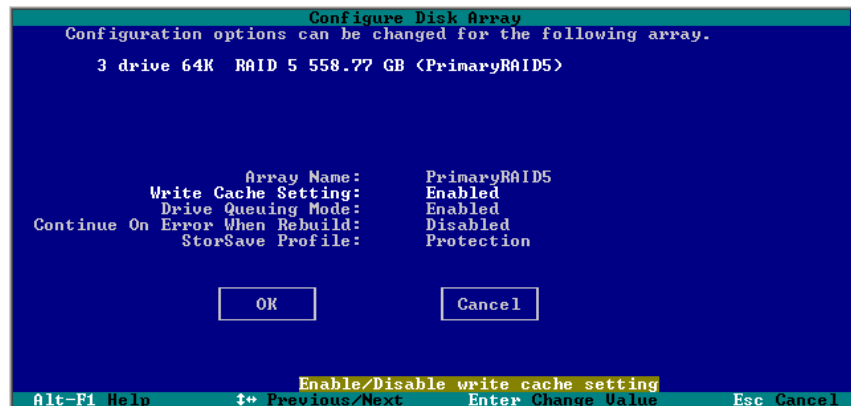 Configure Disk Array
Configuration options can be changed for the following array.
3 drive 64K RAID 5 558.77 GB (PrimaryRAID5)
Array Name: PrimaryRAID5
Write Cache Setting: Enabled
Drive Queuing Mode: Enabled
Continue On Error When Rebuild: Disabled
StorSave Profile: Protection
OK Cancel
Enable/Disable write cache setting
Alt-F1 Help ↕↔ Previous/Next Enter Change Value Esc Cancel